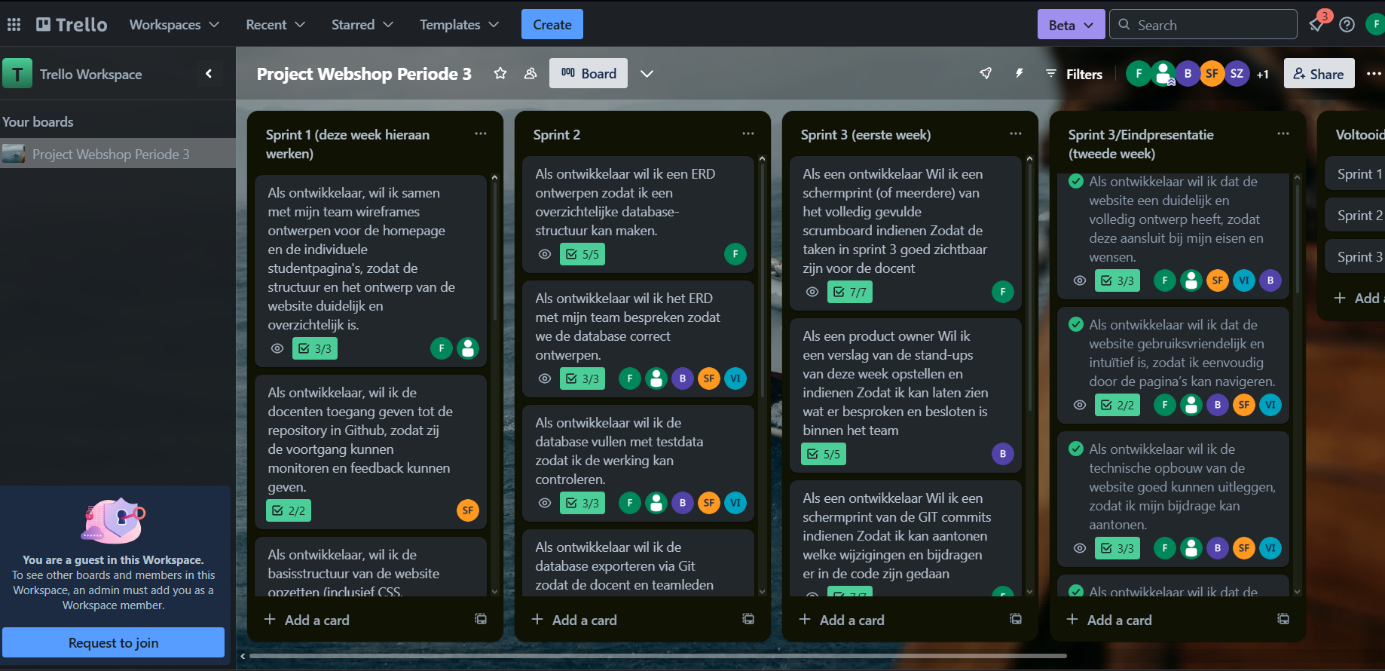 Trello
Workspaces
Recent
Starred
Templates
Create
Beta
Search
3
F
T
Trello Workspace
Project Webshop Periode 3
Board
Filters
F
B
SF
SZ
+1
Share
Your boards
Project Webshop Periode 3
You are a guest in this Workspace.
To see other boards and members in this
Workspace, an admin must add you as a
Workspace member.
Request to join
Sprint 1 (deze week hieraan
werken)
Als ontwikkelaar, wil ik samen
met mijn team wireframes
ontwerpen voor de homepage
en de individuele
studentpagina's, zodat de
structuur en het ontwerp van de
website duidelijk en
overzichtelijk is.
3/3
F
Als ontwikkelaar, wil ik de
docenten toegang geven tot de
repository in Github, zodat zij
de voortgang kunnen
monitoren en feedback kunnen
geven.
2/2
SF
Als ontwikkelaar, wil ik de
basisstructuur van de website
opzetten (inclusief CSS,
Add a card
Sprint 2
Als ontwikkelaar wil ik een ERD
ontwerpen zodat ik een
overzichtelijke database-
structuur kan maken.
5/5
F
Als ontwikkelaar wil ik het ERD
met mijn team bespreken zodat
we de database correct
ontwerpen.
3/3
F
B
SF
VI
Als ontwikkelaar wil ik de
database vullen met testdata
zodat ik de werking kan
controleren.
3/3
F
B
SF
VI
Als ontwikkelaar wil ik de
database exporteren via Git
zodat de docent en teamleden
Add a card
Sprint 3 (eerste week)
Als een ontwikkelaar Wil ik een
schermprint (of meerdere) van
het volledig gevulde
scrumboard indienen Zodat de
taken in sprint 3 goed zichtbaar
zijn voor de docent
7/7
F
Als een product owner Wil ik
een verslag van de stand-ups
van deze week opstellen en
indienen Zodat ik kan laten zien
wat er besproken en besloten is
binnen het team
5/5
B
Als een ontwikkelaar Wil ik een
schermprint van de GIT commits
indienen Zodat ik kan aantonen
welke wijzigingen en bijdragen
er in de code zijn gedaan
Add a card
Sprint 3/Eindpresentatie
(tweede week)
Als ontwikkelaar wil ik dat de
website een duidelijk en
volledig ontwerp heeft, zodat
deze aansluit bij mijn eisen en
wensen.
3/3
F
SF
VI
B
Als ontwikkelaar wil ik dat de
website gebruiksvriendelijk en
intuïtief is, zodat ik eenvoudig
door de pagina's kan navigeren.
2/2
F
B
SF
VI
Als ontwikkelaar wil ik de
technische opbouw van de
website goed kunnen uitleggen,
zodat ik mijn bijdrage kan
aantonen.
3/3
F
B
SF
VI
Als ontwikkelaar wil ik dat de
Add a card
Voltooid
Sprint 1
Sprint 2
Sprint 3
Add